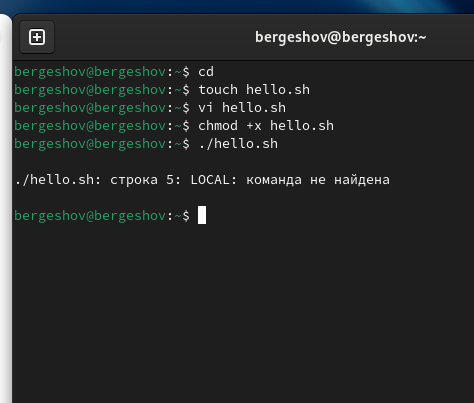 bergeshov@bergeshov:~
bergeshov@bergeshov:~$ cd
bergeshov@bergeshov:~$ touch hello.sh
bergeshov@bergeshov:~$ vi hello.sh
bergeshov@bergeshov:~$ chmod +x hello.sh
bergeshov@bergeshov:~$ ./hello.sh
./hello.sh: строка 5: LOCAL: команда не найдена
bergeshov@bergeshov:~$